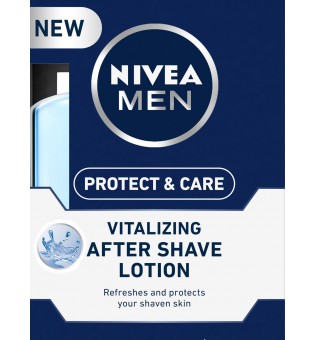 NEW
NIVEA
MEN
PROTECT & CARE
VITALIZING
AFTER SHAVE
LOTION
Refreshes and protects
your shaven skin